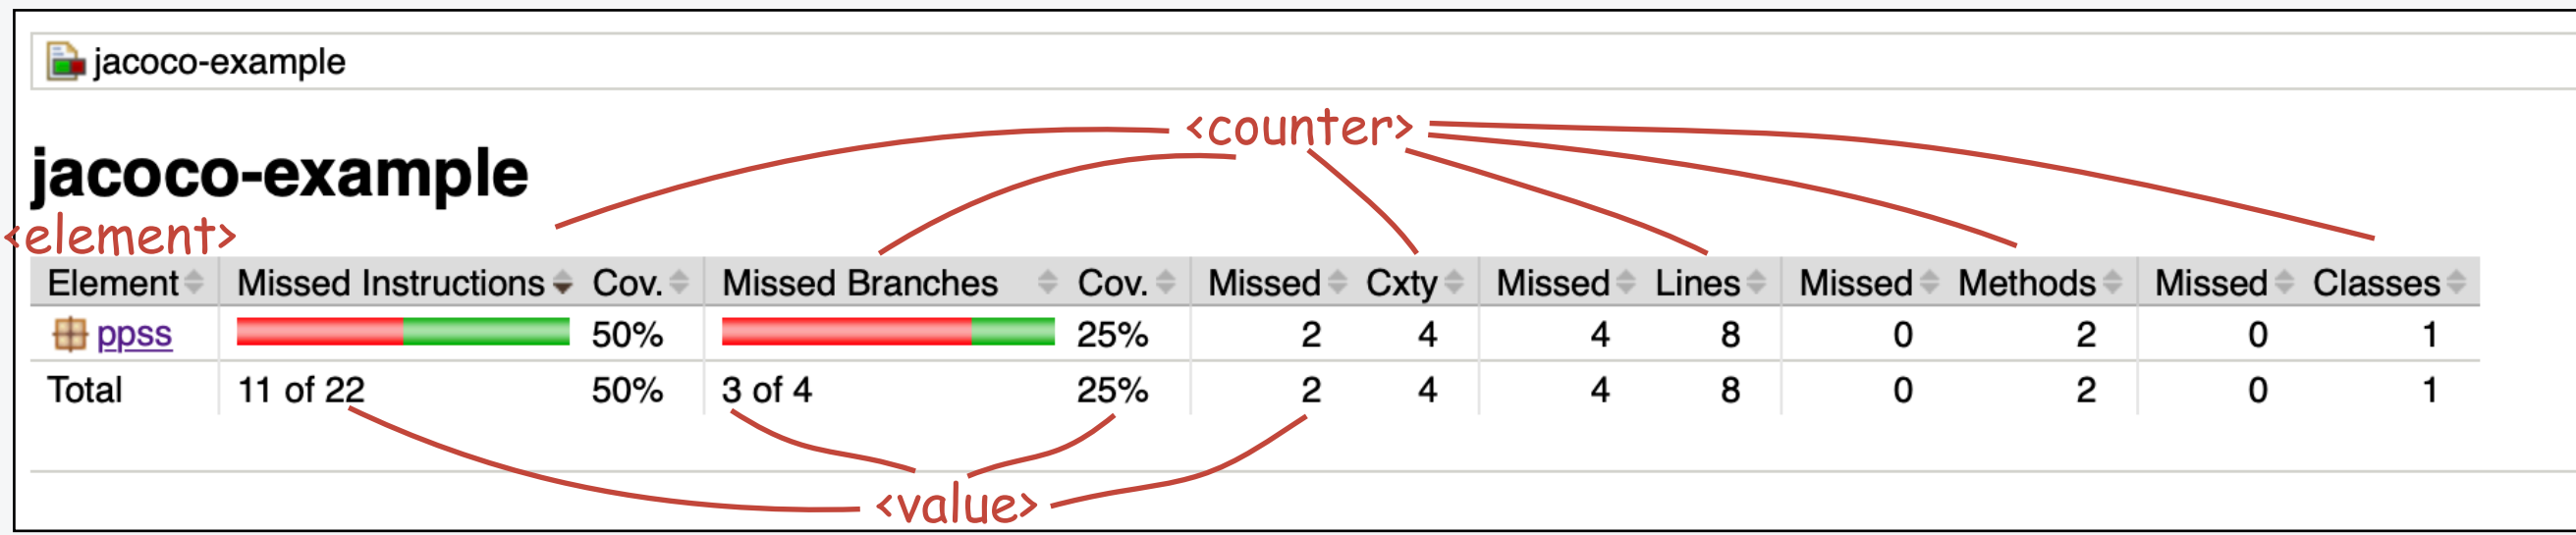 jacoco-example
<counter>
jacoco-example
<element>
Element Missed Instructions Cov. Missed Branches Cov. Missed Cxty Missed Lines Missed Methods Missed Classes
ppss 50% 25% 2 4 4 8 0 2 0 1
Total 11 of 22 50% 3 of 4 25% 2 4 4 8 0 2 0 1
<value>